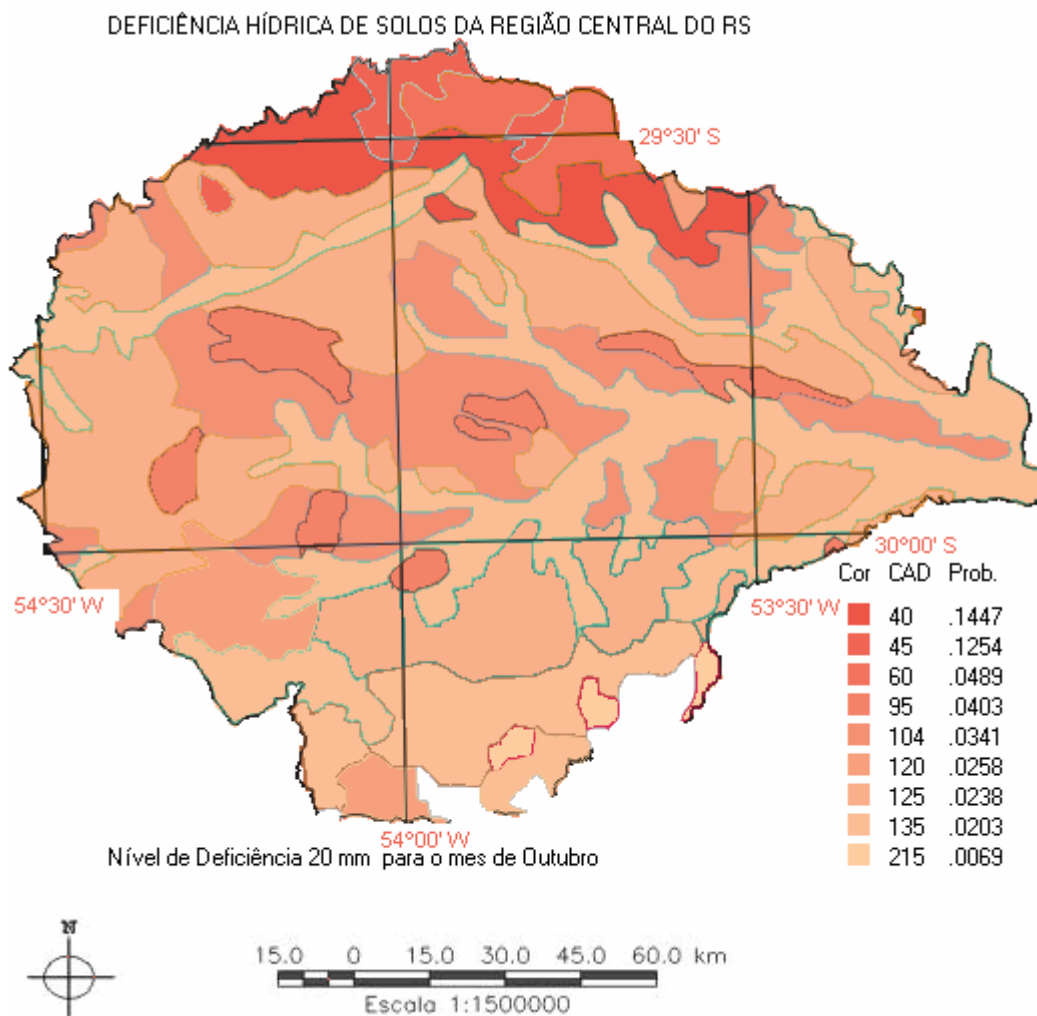 DEFICIÊNCIA HÍDRICA DE SOLOS DA REGIÃO CENTRAL DO RS
29°30' S
30°00' S
54°30' W
53°30' W
Cor CAD Prob.
40 .1447
45 .1254
60 .0489
95 .0403
104 .0341
120 .0258
125 .0238
135 .0203
215 .0069
54°00' W
Nível de Deficiência 20 mm para o mes de Outubro
N
15.0 0 15.0 30.0 45.0 60.0 km
Escala 1:1500000